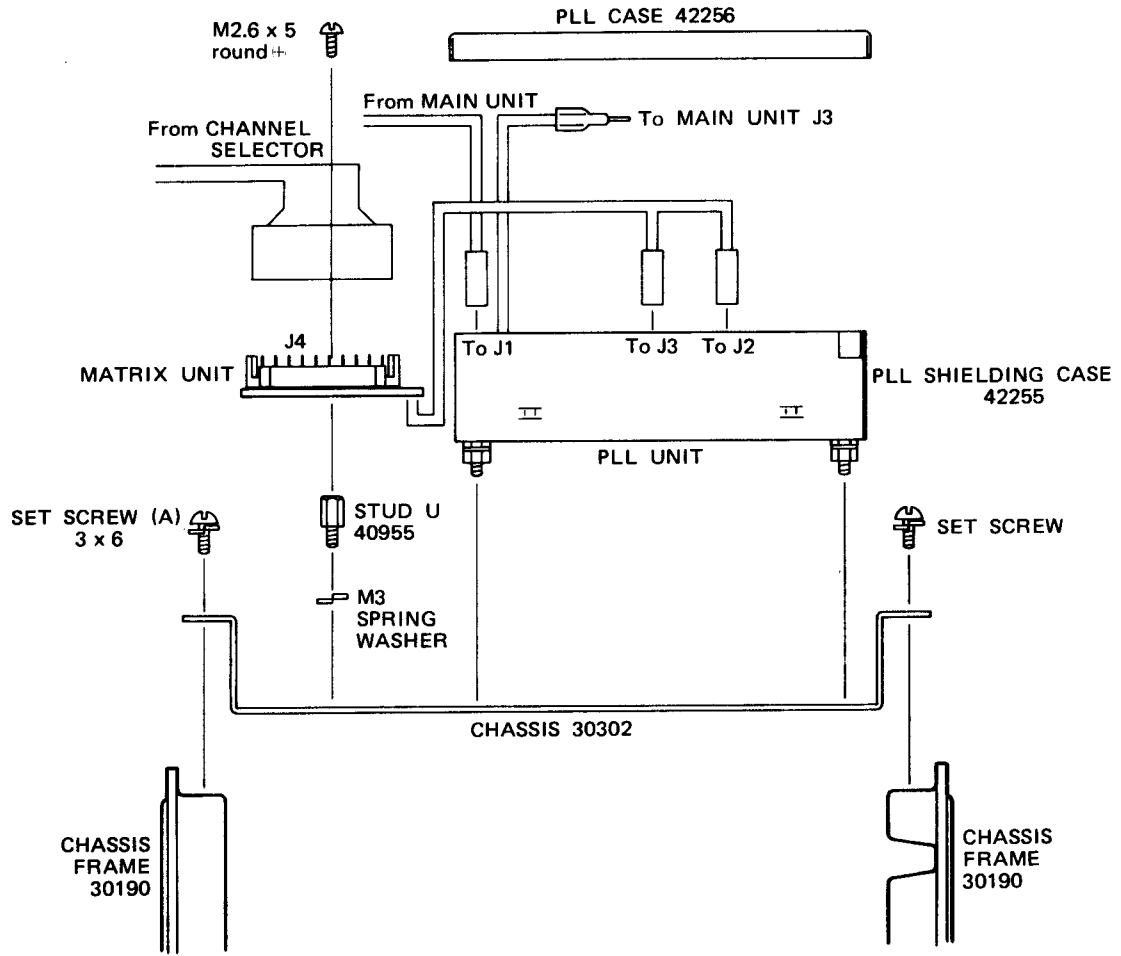 PLL CASE 42256
M2.6 x 5
round +
From MAIN UNIT
To MAIN UNIT J3
From CHANNEL
SELECTOR
J4
MATRIX UNIT
To J1
To J3
To J2
PLL SHIELDING CASE
42255
PLL UNIT
SET SCREW (A)
3 x 6
STUD U
40955
SET SCREW
M3
SPRING
WASHER
CHASSIS 30302
CHASSIS
FRAME
30190
CHASSIS
FRAME
30190